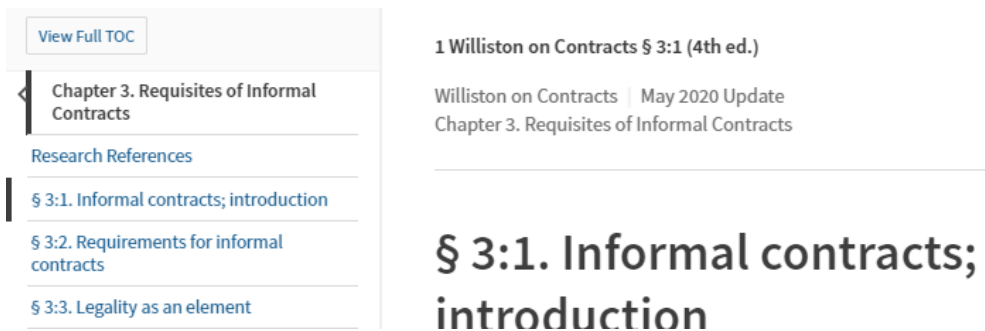 View Full TOC
Chapter 3. Requisites of Informal
Contracts
Research References
§ 3:1. Informal contracts; introduction
§ 3:2. Requirements for informal
contracts
§ 3:3. Legality as an element
1 Williston on Contracts § 3:1 (4th ed.)
Williston on Contracts | May 2020 Update
Chapter 3. Requisites of Informal Contracts
§ 3:1. Informal contracts;
introduction